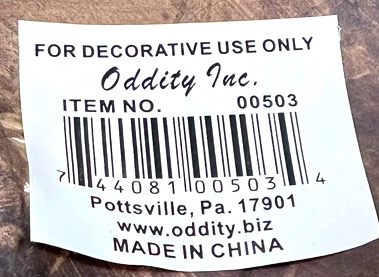 FOR DECORATIVE USE ONLY
Oddity Inc.
ITEM NO. 00503
7 44081 00503 4
Pottsville, Pa. 17901
www.oddity.biz
MADE IN CHINA